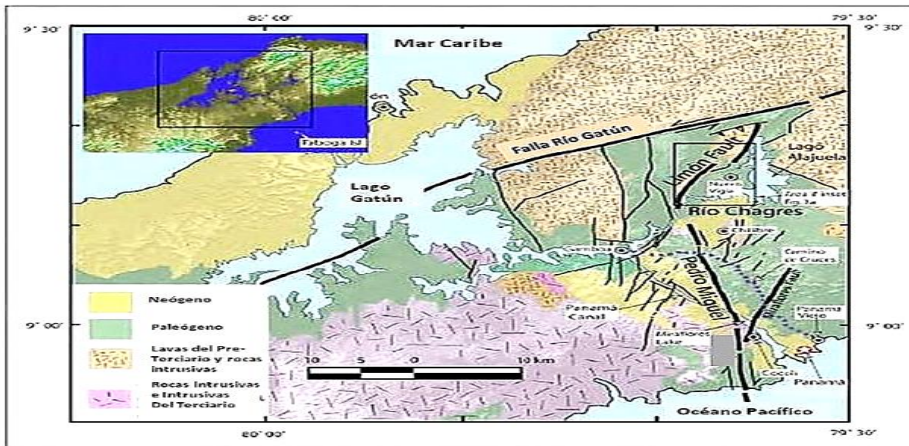 80° 00'
79° 30'
9° 30'
9° 30'
Mar Caribe
Taboga Isl
Falla Río Gatún
Limón Fault
Lago
Alajuela
Lago
Gatún
Río Chagres
Chilibre
Gamboa
Camino
de Cruces
Pedro Miguel
Miraflores Fault
Panamá
Canal
Panamá
Viejo
Miraflores
Lake
9° 00'
9° 00'
Neógeno
Paleógeno
Lavas del Pre-
Terciario y rocas
intrusivas
Rocas Intrusivas
e Intrusivas
Del Terciario
10
5
0
10 km
Panamá
Océano Pacífico
80° 00'
79° 30'